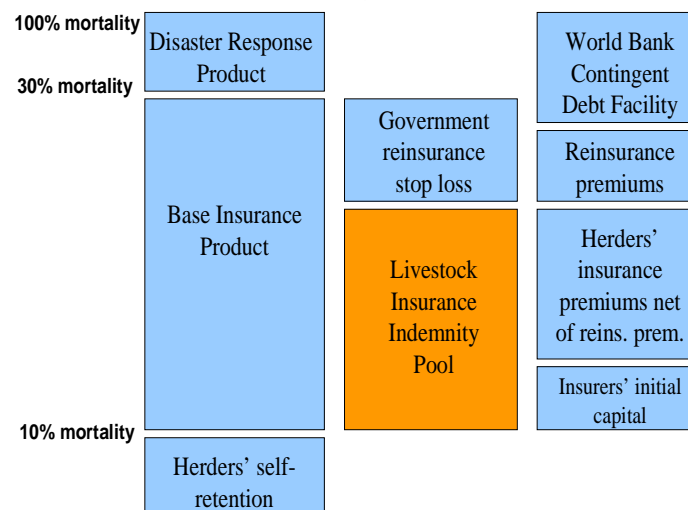 100% mortality
Disaster Response
Product
30% mortality
Base Insurance
Product
10% mortality
Herders’ self-
retention
Government
reinsurance
stop loss
Livestock
Insurance
Indemnity
Pool
World Bank
Contingent
Debt Facility
Reinsurance
premiums
Herders’
insurance
premiums net
of reins. prem.
Insurers’ initial
capital